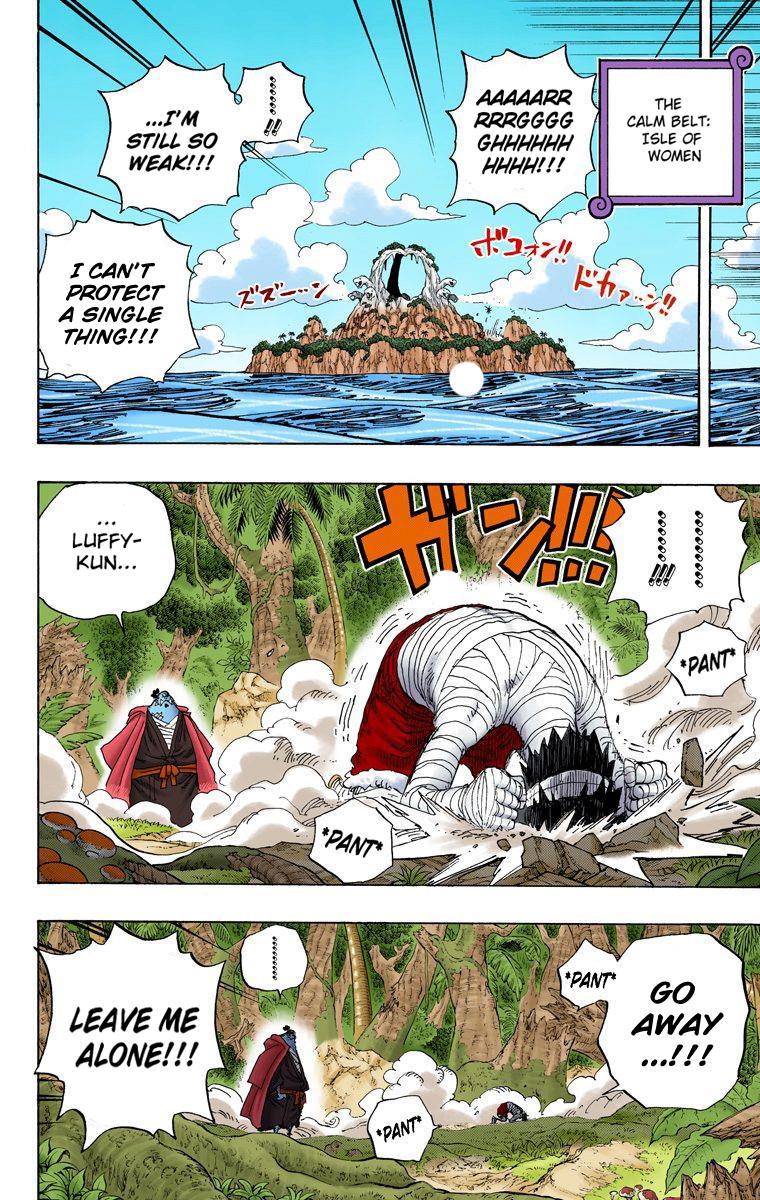 THE
CALM BELT:
ISLE OF
WOMEN
AAAAARR
RRRGGGG
GHHHHHH
HHHH!!!
!!
...I'M
STILL SO
WEAK!!!
I CAN'T
PROTECT
A SINGLE
THING!!!
ドカァーン!!
ボコォン!!
ズズーーン
!!!
*PANT*
ガン!!!
...
LUFFY-
KUN...
*PANT*
GO
AWAY
...!!!
*PANT*
*PANT*
LEAVE ME
ALONE!!!